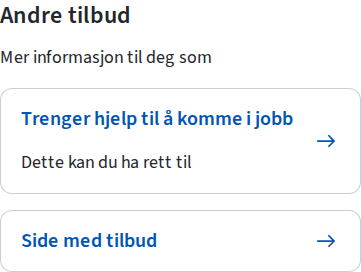 Andre tilbud
Mer informasjon til deg som
Trenger hjelp til å komme i jobb
Dette kan du ha rett til
Side med tilbud